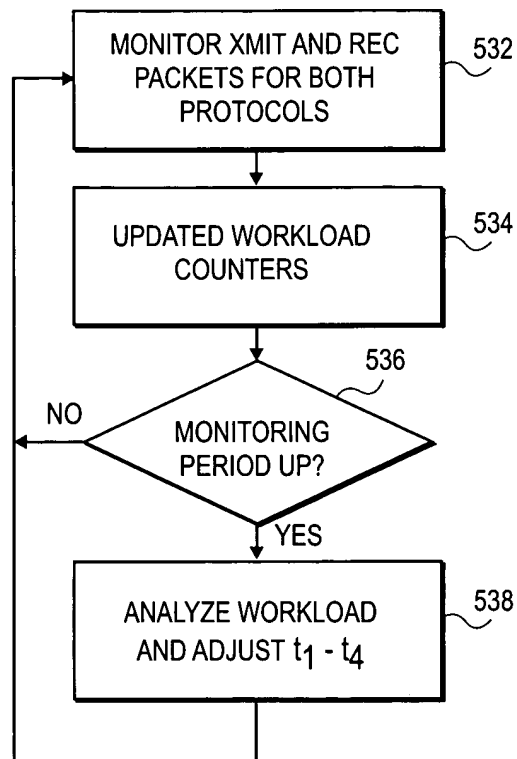 MONITOR XMIT AND REC
PACKETS FOR BOTH
PROTOCOLS
532
UPDATED WORKLOAD
COUNTERS
534
536
NO
MONITORING
PERIOD UP?
YES
ANALYZE WORKLOAD
AND ADJUST t1 - t4
538